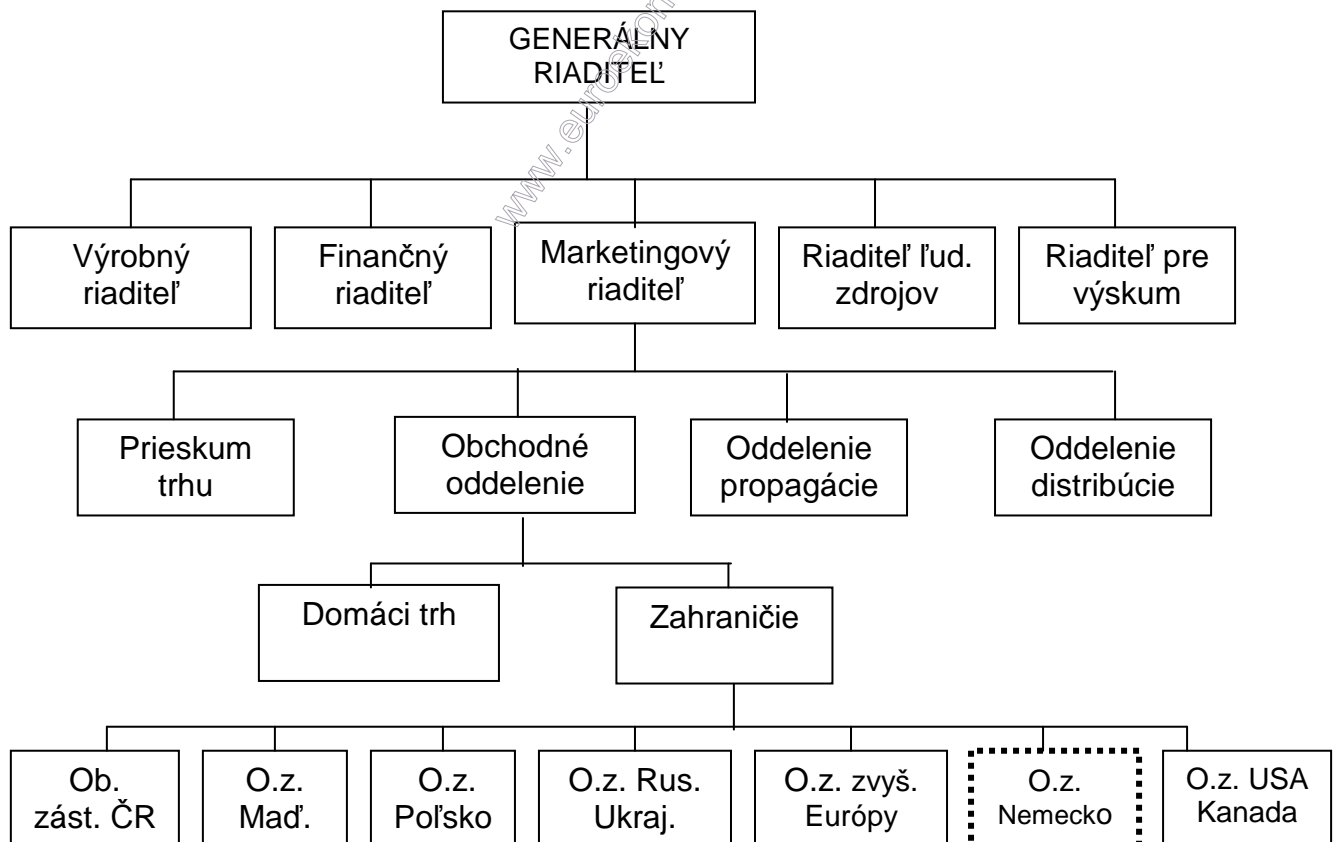 GENERÁLNY
RIADITEĽ
Výrobný
riaditeľ
Finančný
riaditeľ
Marketingový
riaditeľ
Riaditeľ ľud.
zdrojov
Riaditeľ pre
výskum
Prieskum
trhu
Obchodné
oddelenie
Oddelenie
propagácie
Oddelenie
distribúcie
Domáci trh
Zahraničie
Ob.
zást. ČR
O.z.
Maď.
O.z.
Poľsko
O.z. Rus.
Ukraj.
O.z. zvyš.
Európy
O.z.
Nemecko
O.z. USA
Kanada